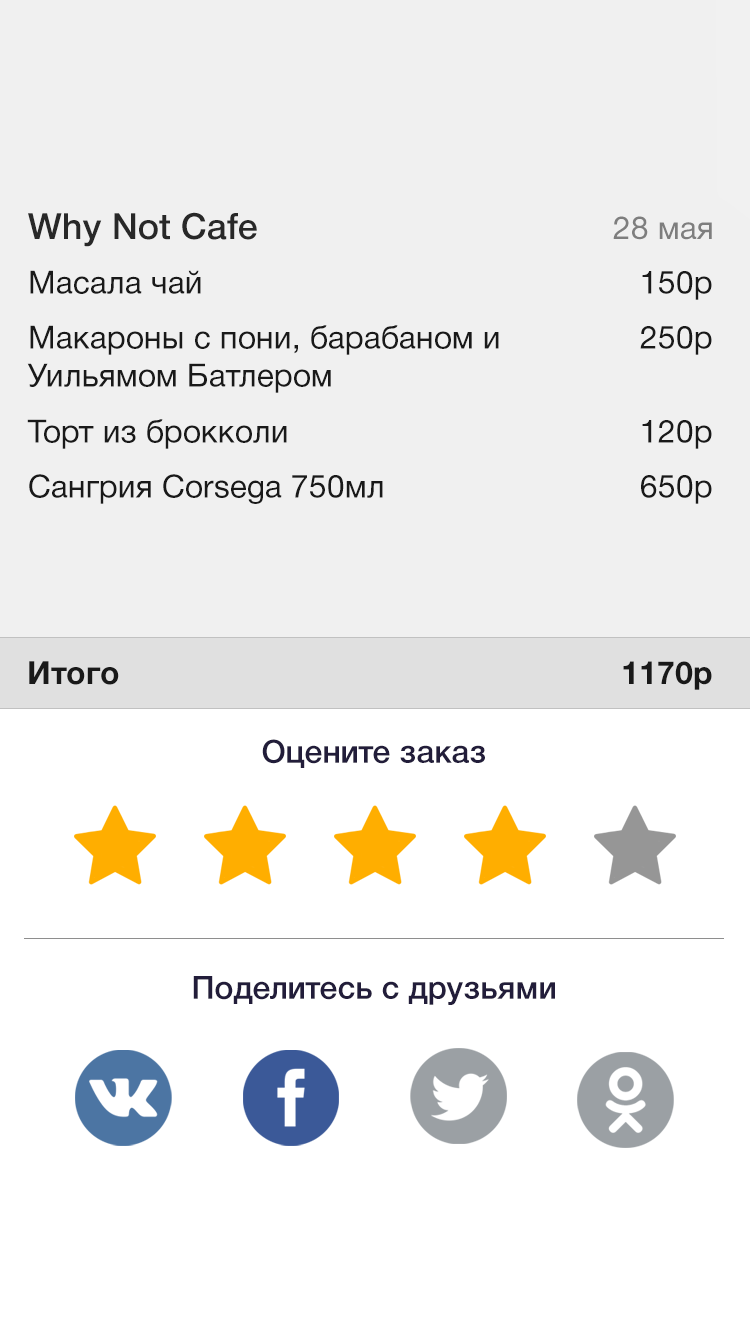 Why Not Cafe 28 мая
Масала чай 150р
Макароны с пони, барабаном и 250р
Уильямом Батлером
Торт из брокколи 120р
Сангрия Corsega 750мл 650р
Итого 1170р
Оцените заказ
Поделитесь с друзьями